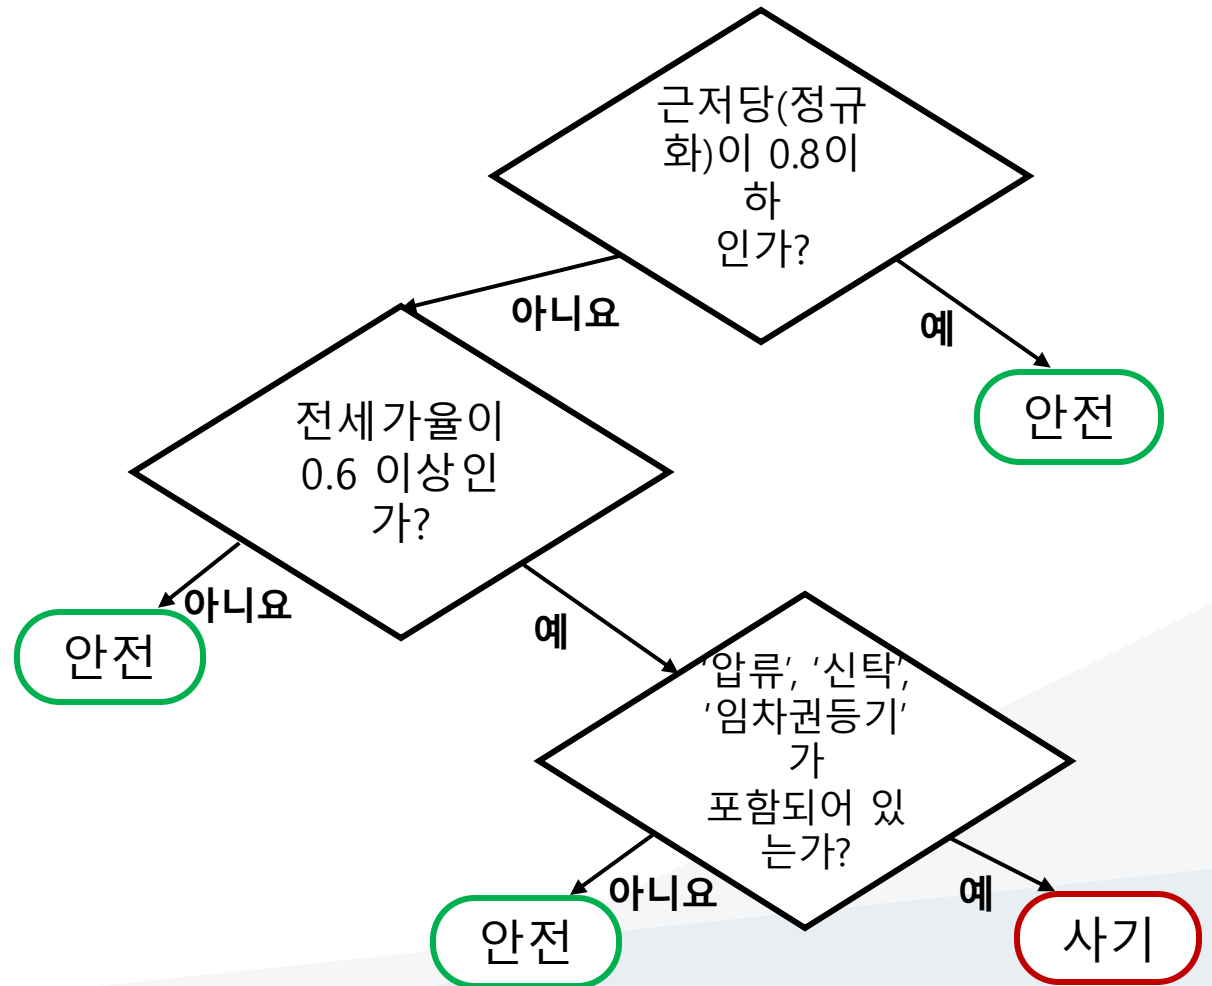 근저당(정규
화)이 0.8이
하
인가?
아니요
예
안전
전세가율이
0.6 이상인
가?
아니요
예
안전
'압류', '신탁',
'임차권등기'
가
포함되어 있
는가?
아니요
예
안전
사기